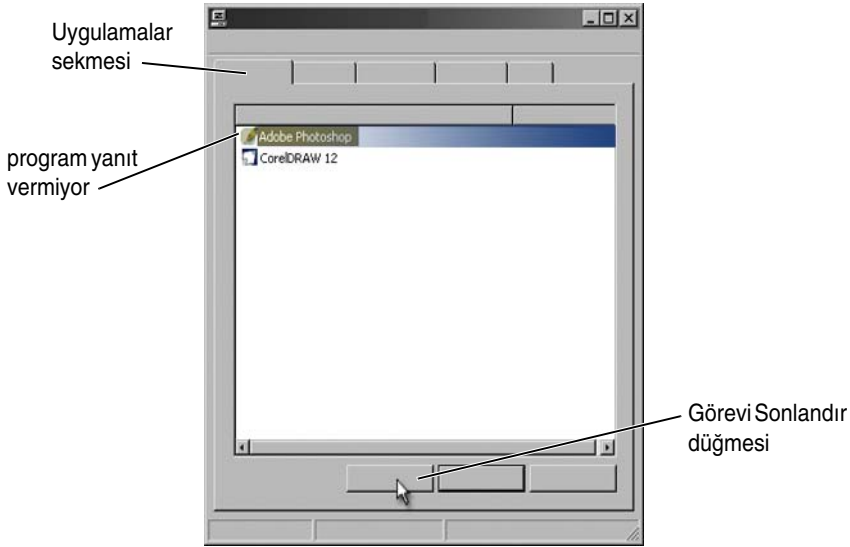 Uygulamalar
sekmesi
Adobe Photoshop
CorelDRAW 12
program yanıt
vermiyor
Görevi Sonlandır
düğmesi